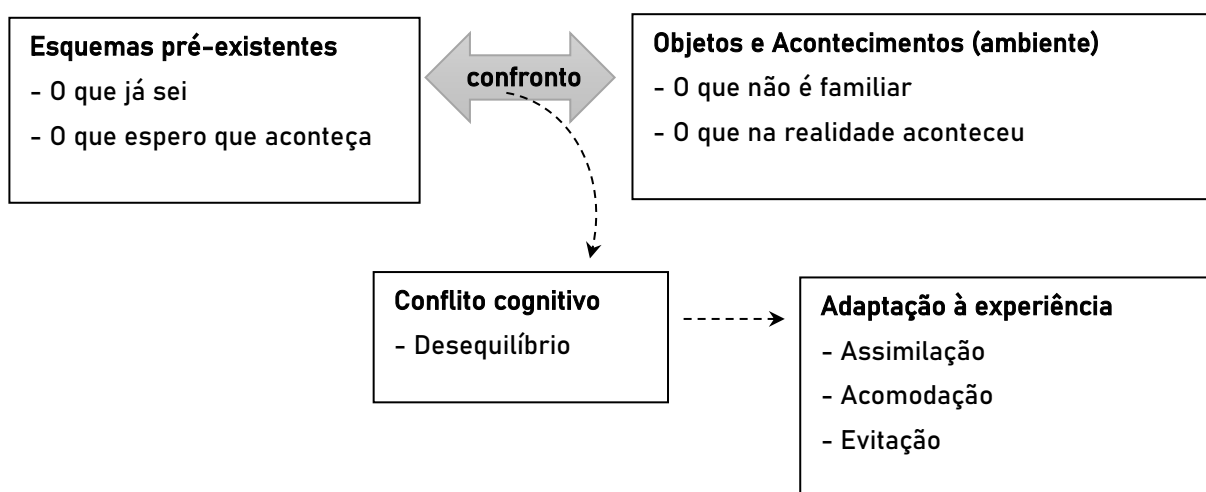 Esquemas pré-existentes
- O que já sei
- O que espero que aconteça
confronto
Objetos e Acontecimentos (ambiente)
- O que não é familiar
- O que na realidade aconteceu
Conflito cognitivo
- Desequilíbrio
Adaptação à experiência
- Assimilação
- Acomodação
- Evitação